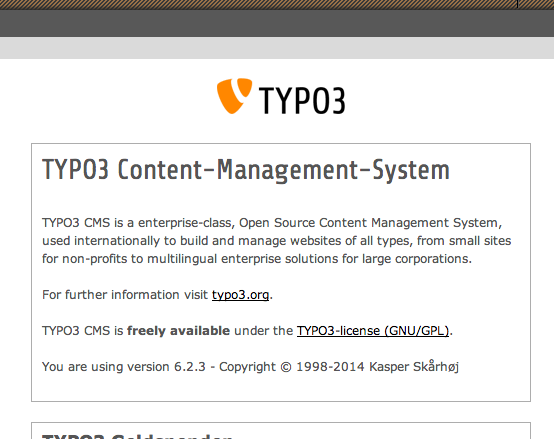 TYPO3
TYPO3 Content-Management-System
TYPO3 CMS is a enterprise-class, Open Source Content Management System,
used internationally to build and manage websites of all types, from small sites
for non-profits to multilingual enterprise solutions for large corporations.
For further information visit typo3.org.
TYPO3 CMS is freely available under the TYPO3-license (GNU/GPL).
You are using version 6.2.3 - Copyright © 1998-2014 Kasper Skårhøj
TYPO3 Geldspenden